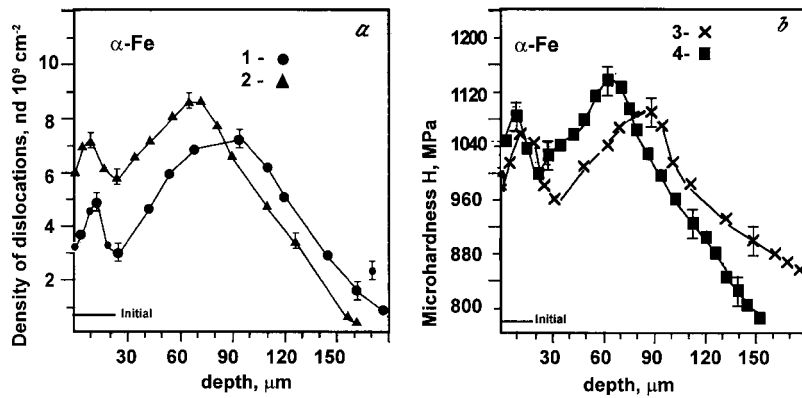 a
α-Fe
1 - ●
2 - ▲
10
8
6
4
2
Initial
30 60 90 120 150
depth, μm
Density of dislocations, nd 10⁹ cm⁻²
b
α-Fe
3- ×
4- ■
1240
1120
1040
960
880
800
Initial
30 60 90 120 150
depth, μm
Microhardness H, MPa